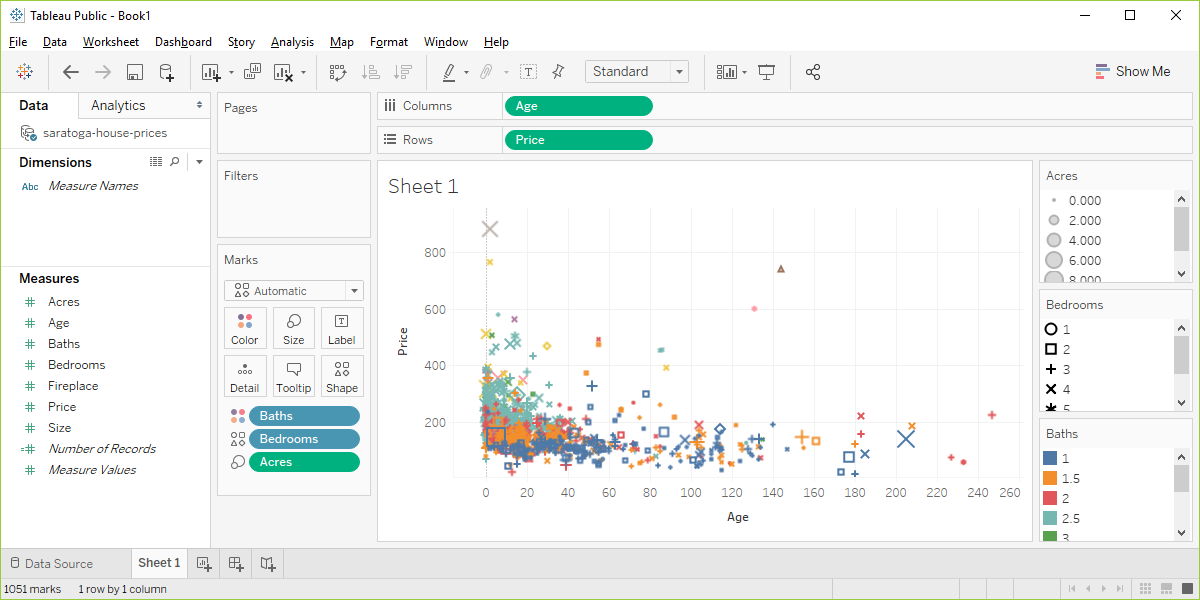 Tableau Public - Book1
File Data Worksheet Dashboard Story Analysis Map Format Window Help
Standard
Show Me
Data
Analytics
saratoga-house-prices
Dimensions
Abc Measure Names
Measures
Acres
Age
Baths
Bedrooms
Fireplace
Price
Size
Number of Records
Measure Values
Pages
Filters
Marks
Automatic
Color Size Label
T
Detail Tooltip Shape
Baths
Bedrooms
Acres
Columns
Age
Rows
Price
Sheet 1
Price
800
600
400
200
0 20 40 60 80 100 120 140 160 180 200 220 240 260
Age
Acres
0.000
2.000
4.000
6.000
8.000
Bedrooms
1
2
3
4
5
Baths
1
1.5
2
2.5
3
Data Source
Sheet 1
1051 marks
1 row by 1 column